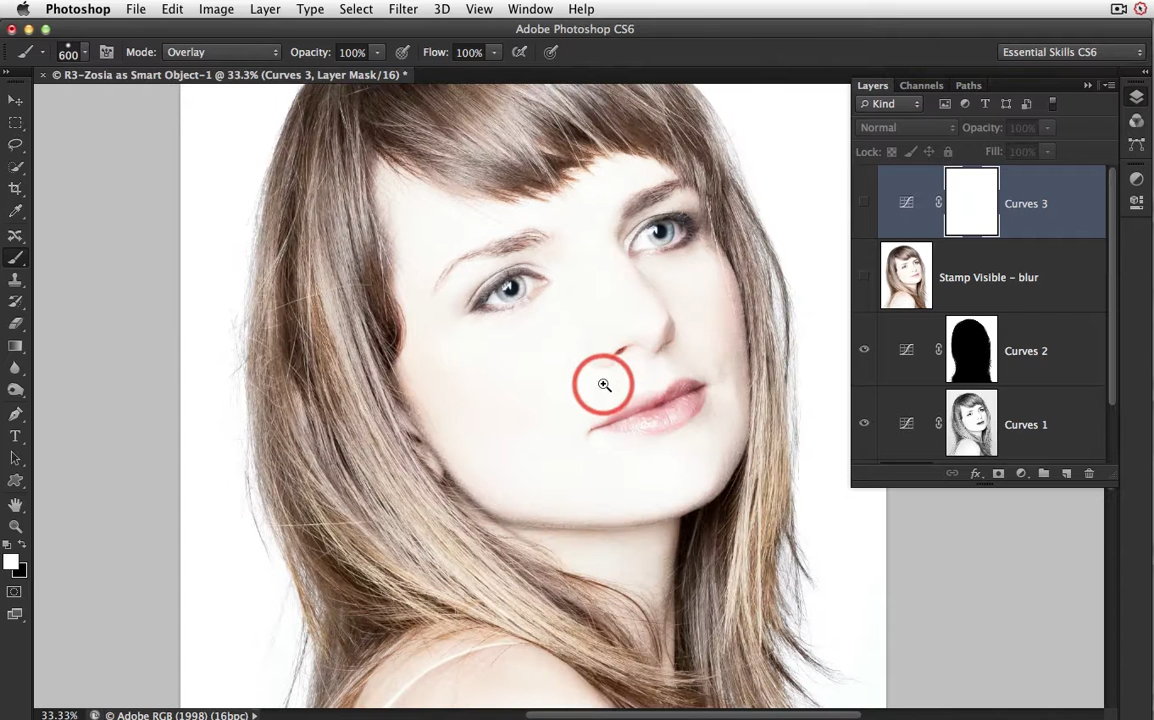 Photoshop File Edit Image Layer Type Select Filter 3D View Window Help
Adobe Photoshop CS6
600 Mode: Overlay Opacity: 100% Flow: 100% Essential Skills CS6
× © R3-Zosia as Smart Object-1 @ 33.3% (Curves 3, Layer Mask/16) *
Layers Channels Paths
Kind
Normal Opacity: 100%
Lock: Fill: 100%
Curves 3
Stamp Visible - blur
Curves 2
Curves 1
fx
33.33% © Adobe RGB (1998) (16bpc)